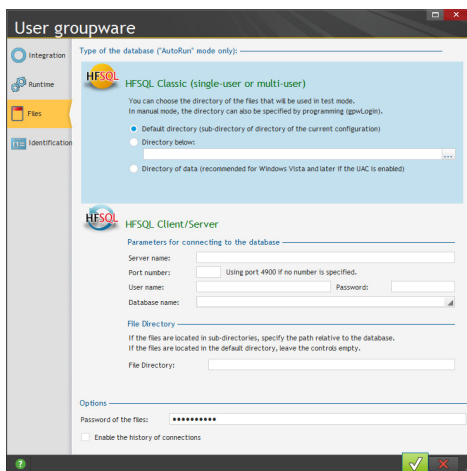 User groupware
Integration
Runtime
Files
Identification
Type of the database ("AutoRun" mode only):
HFSQL
HFSQL Classic (single-user or multi-user)
You can choose the directory of the files that will be used in test mode.
In manual mode, the directory can also be specified by programming (gpwLogin).
Default directory (sub-directory of directory of the current configuration)
Directory below:
...
Directory of data (recommended for Windows Vista and later if the UAC is enabled)
HFSQL
HFSQL Client/Server
Parameters for connecting to the database
Server name:
Port number: Using port 4900 if no number is specified.
User name: Password:
Database name:
File Directory
If the files are located in sub-directories, specify the path relative to the database.
If the files are located in the default directory, leave the controls empty.
File Directory:
Options
Password of the files: ••••••••••
Enable the history of connections
?